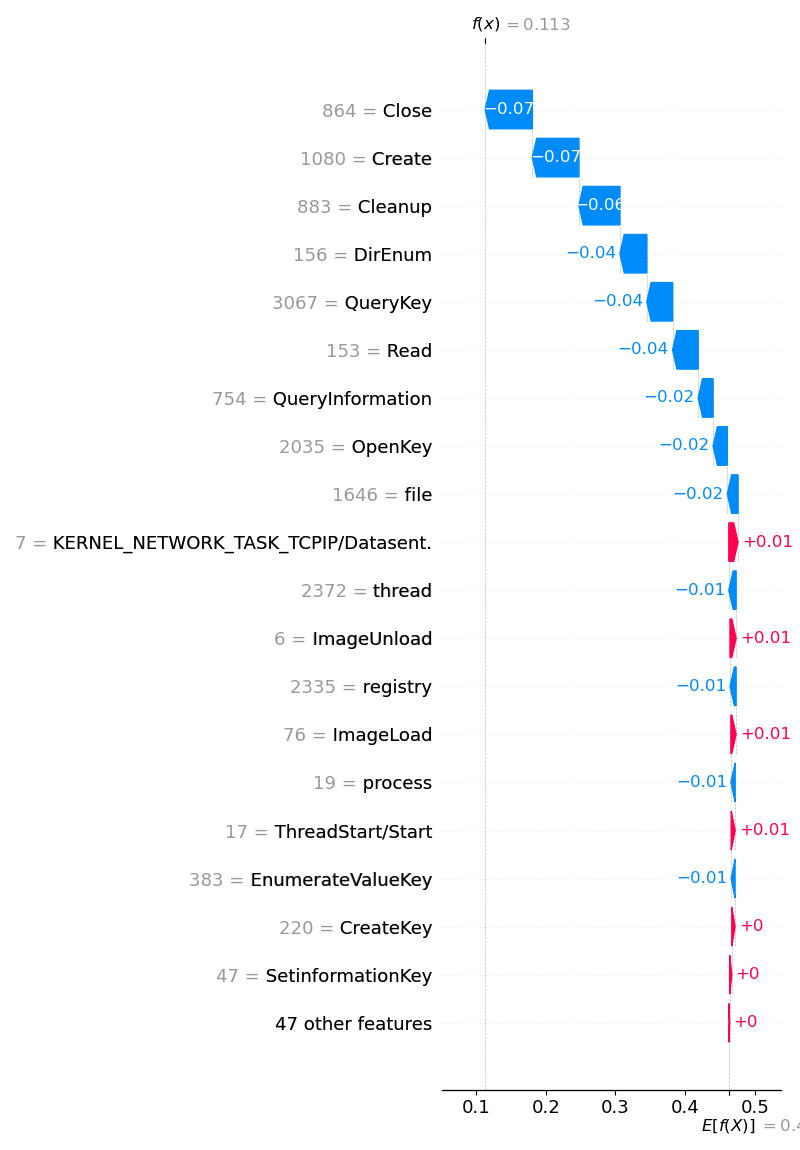 f(x) = 0.113
864 = Close −0.07
1080 = Create −0.07
883 = Cleanup −0.06
156 = DirEnum −0.04
3067 = QueryKey −0.04
153 = Read −0.04
754 = QueryInformation −0.02
2035 = OpenKey −0.02
1646 = file −0.02
7 = KERNEL_NETWORK_TASK_TCPIP/Datasent. +0.01
2372 = thread −0.01
6 = ImageUnload +0.01
2335 = registry −0.01
76 = ImageLoad +0.01
19 = process −0.01
17 = ThreadStart/Start +0.01
383 = EnumerateValueKey −0.01
220 = CreateKey +0
47 = SetinformationKey +0
47 other features +0
0.1 0.2 0.3 0.4 0.5
E[f(X)] = 0.4